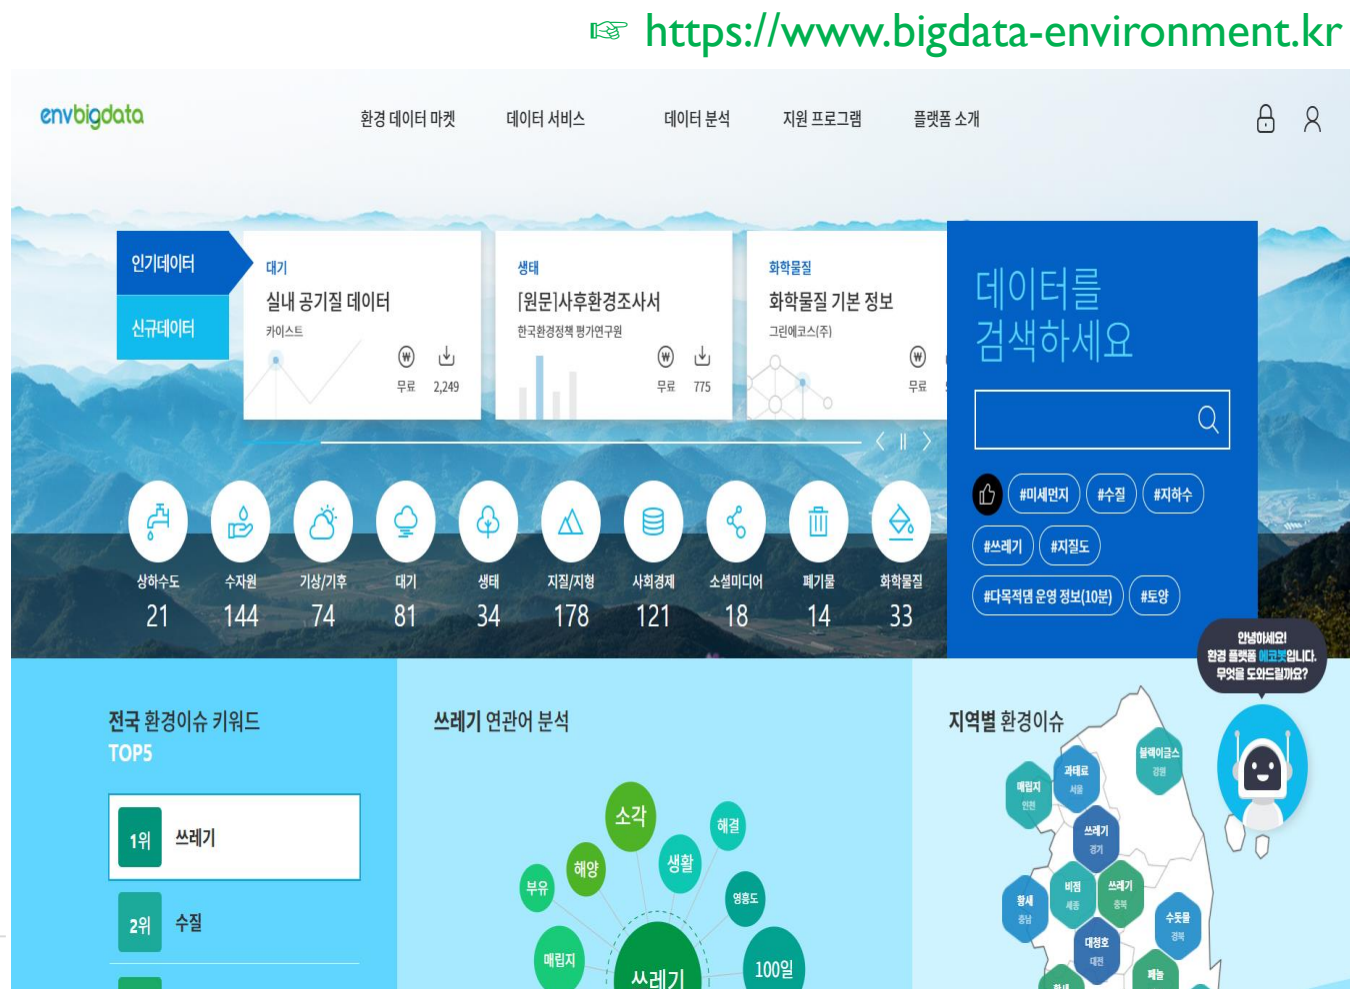 ☞ https://www.bigdata-environment.kr
envbigdata
환경 데이터 마켓 데이터 서비스 데이터 분석 지원 프로그램 플랫폼 소개
인기데이터
신규데이터
대기
실내 공기질 데이터
카이스트
무료 2,249
생태
[원문]사후환경조사서
한국환경정책 평가연구원
무료 775
화학물질
화학물질 기본 정보
그린에코스(주)
무료
데이터를
검색하세요
#미세먼지 #수질 #지하수
#쓰레기 #지질도
#다목적댐 운영 정보(10분) #토양
상하수도 수자원 기상/기후 대기 생태 지질/지형 사회경제 소셜미디어 폐기물 화학물질
21 144 74 81 34 178 121 18 14 33
안녕하세요!
환경 플랫폼 에코봇입니다.
무엇을 도와드릴까요?
전국 환경이슈 키워드
TOP5
1위 쓰레기
2위 수질
쓰레기 연관어 분석
소각
해결
해양
생활
부유
영흥도
매립지
쓰레기
100일
지역별 환경이슈
블랙이글스
강원
과태료
서울
매립지
인천
쓰레기
경기
비점
세종
쓰레기
충북
황새
충남
수돗물
경북
대청호
대전
페놀
황새